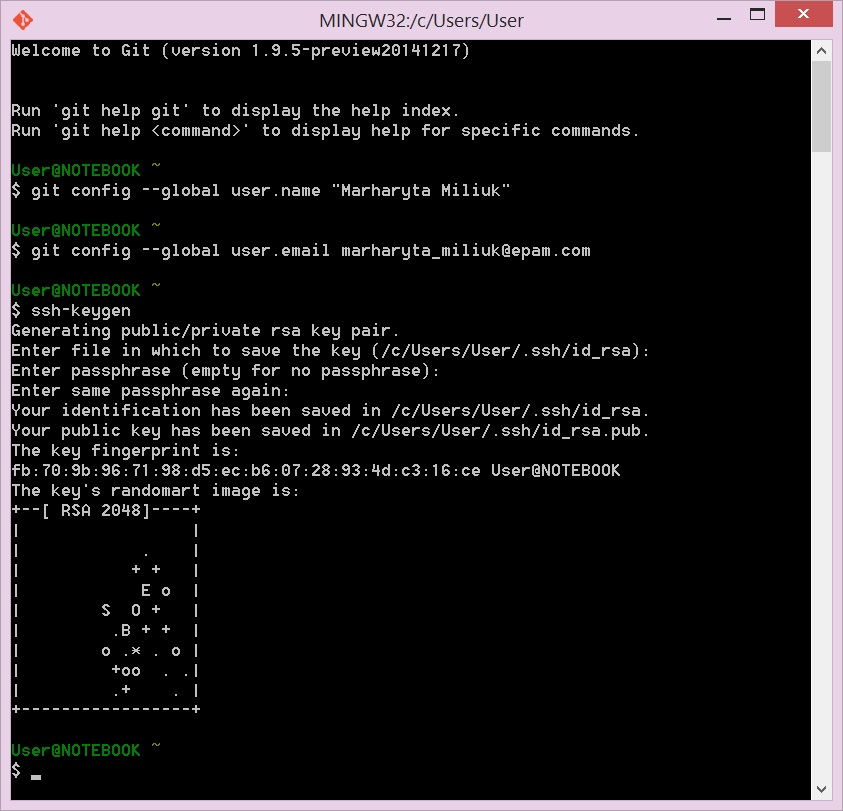 MINGW32:/c/Users/User
Welcome to Git (version 1.9.5-preview20141217)
Run 'git help git' to display the help index.
Run 'git help <command>' to display help for specific commands.
User@NOTEBOOK ~
$ git config --global user.name "Marharyta Miliuk"
User@NOTEBOOK ~
$ git config --global user.email marharyta_miliuk@epam.com
User@NOTEBOOK ~
$ ssh-keygen
Generating public/private rsa key pair.
Enter file in which to save the key (/c/Users/User/.ssh/id_rsa):
Enter passphrase (empty for no passphrase):
Enter same passphrase again:
Your identification has been saved in /c/Users/User/.ssh/id_rsa.
Your public key has been saved in /c/Users/User/.ssh/id_rsa.pub.
The key fingerprint is:
fb:70:9b:96:71:98:d5:ec:b6:07:28:93:4d:c3:16:ce User@NOTEBOOK
The key's randomart image is:
+--[ RSA 2048]----+
|                 |
|            .    |
|           + +   |
|            E o  |
|        S  O +   |
|         .B + +  |
|        o .* . o |
|         +oo  . .|
|         .+    . |
+-----------------+
User@NOTEBOOK ~
$